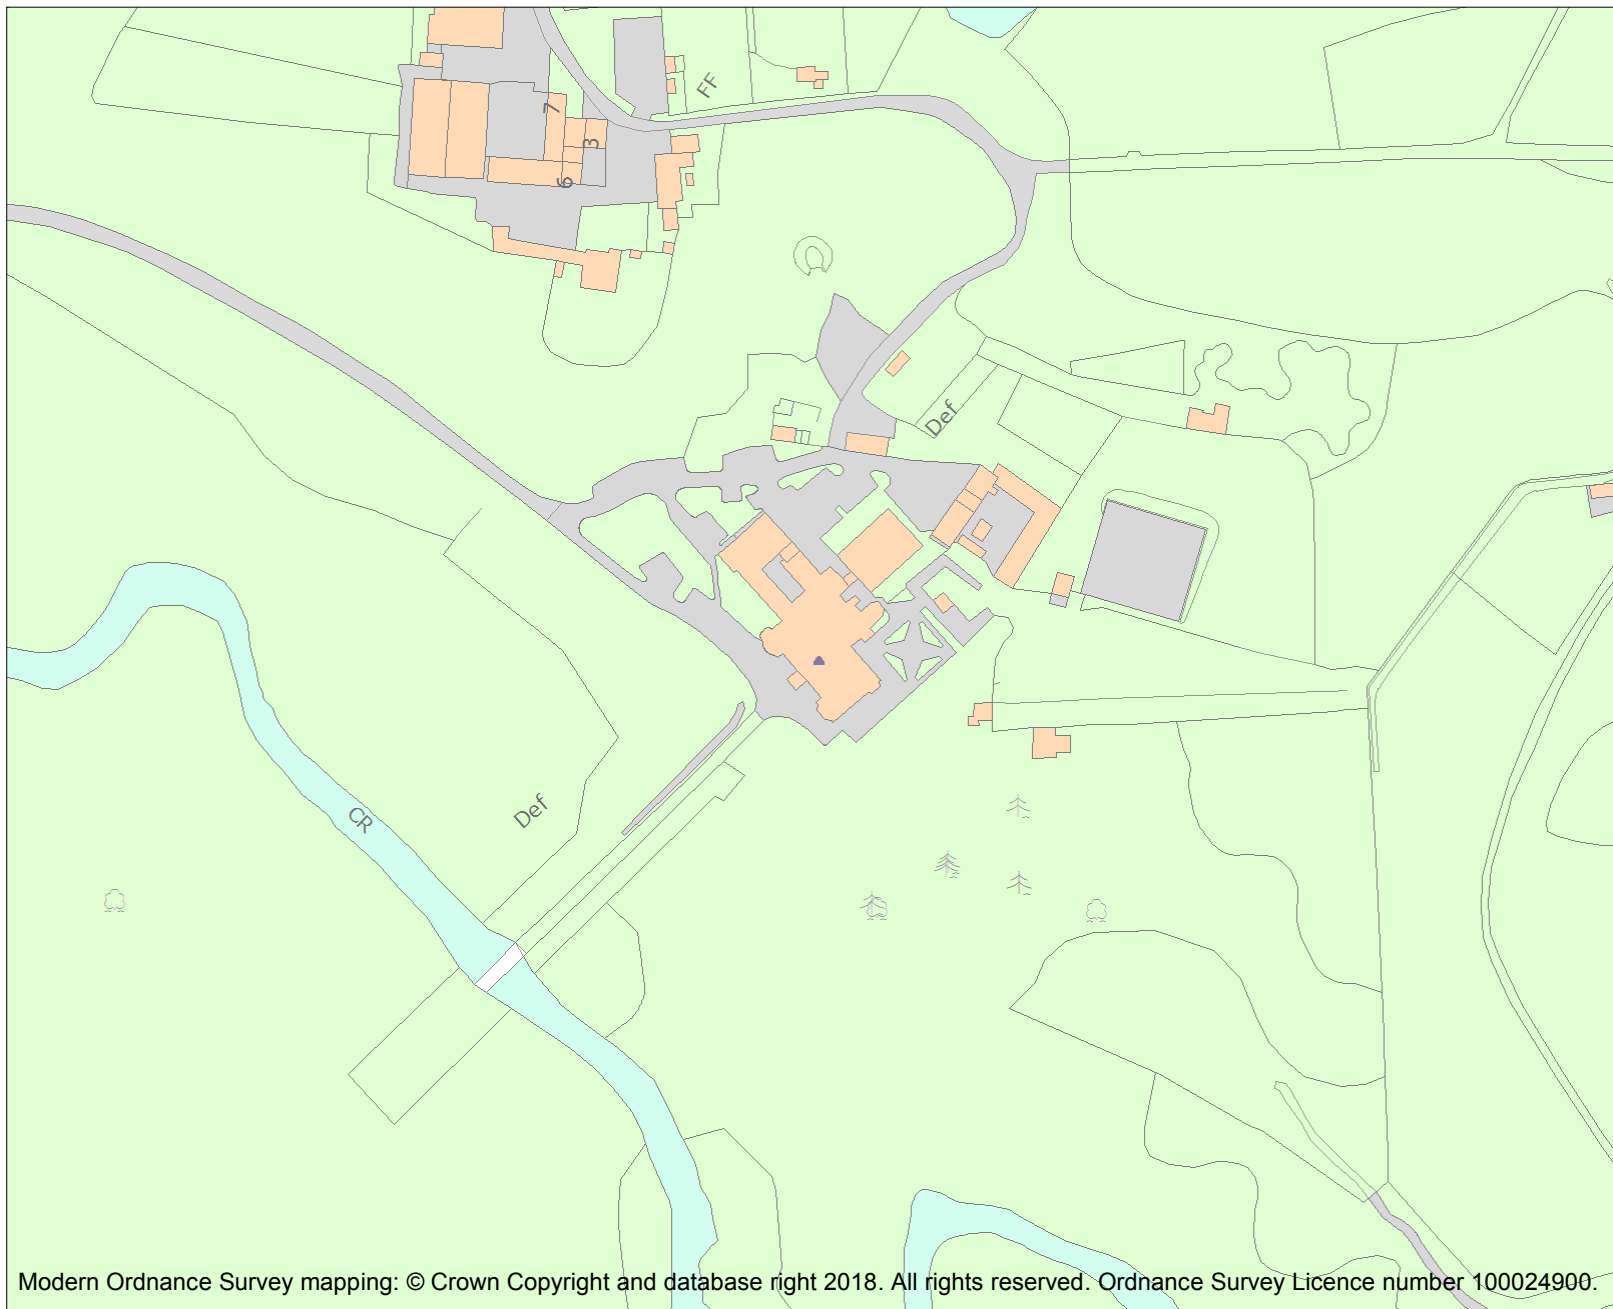 FF
7
3
6
Def
CR
Def
Modern Ordnance Survey mapping: © Crown Copyright and database right 2018. All rights reserved. Ordnance Survey Licence number 100024900.